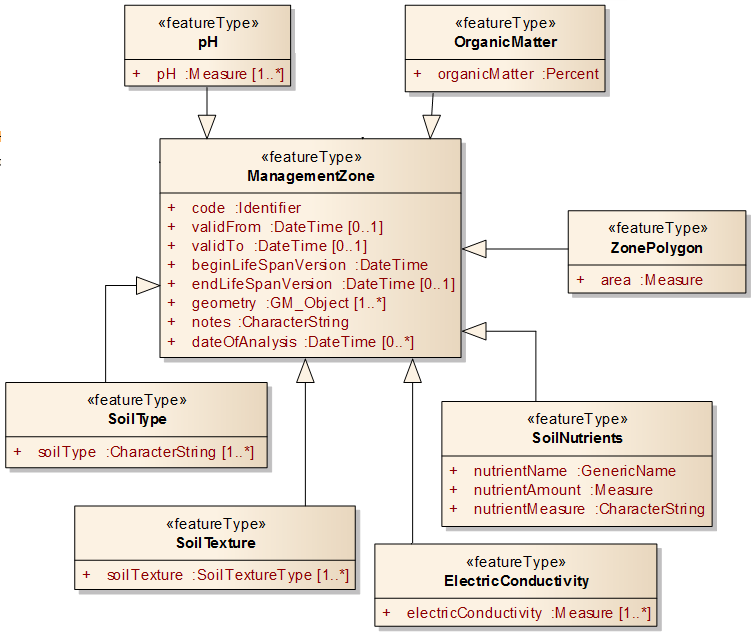 «featureType»
pH
+ pH :Measure [1..*]
«featureType»
OrganicMatter
+ organicMatter :Percent
«featureType»
ManagementZone
+ code :Identifier
+ validFrom :DateTime [0..1]
+ validTo :DateTime [0..1]
+ beginLifeSpanVersion :DateTime
+ endLifeSpanVersion :DateTime [0..1]
+ geometry :GM_Object [1..*]
+ notes :CharacterString
+ dateOfAnalysis :DateTime [0..*]
«featureType»
ZonePolygon
+ area :Measure
«featureType»
SoilType
+ soilType :CharacterString [1..*]
«featureType»
SoilNutrients
+ nutrientName :GenericName
+ nutrientAmount :Measure
+ nutrientMeasure :CharacterString
«featureType»
SoilTexture
+ soilTexture :SoilTextureType [1..*]
«featureType»
ElectricConductivity
+ electricConductivity :Measure [1..*]